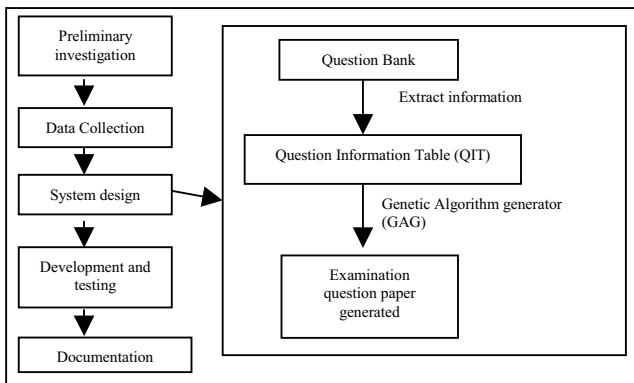 Preliminary
investigation
Data Collection
System design
Development and
testing
Documentation
Question Bank
Extract information
Question Information Table (QIT)
Genetic Algorithm generator
(GAG)
Examination
question paper
generated